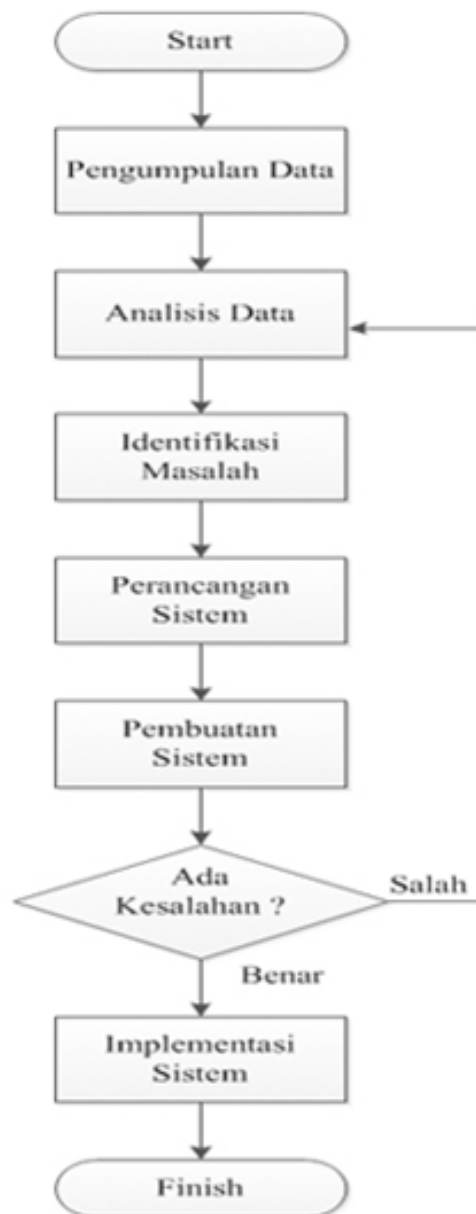 Start
Pengumpulan Data
Analisis Data
Identifikasi
Masalah
Perancangan
Sistem
Pembuatan
Sistem
Ada
Kesalahan ?
Salah
Benar
Implementasi
Sistem
Finish